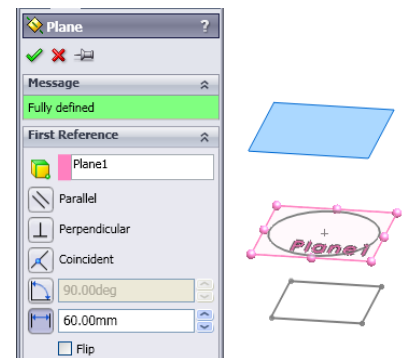 Plane ?
Message
Fully defined
First Reference
Plane1
Parallel
Perpendicular
Coincident
90.00deg
60.00mm
Flip
Plane1